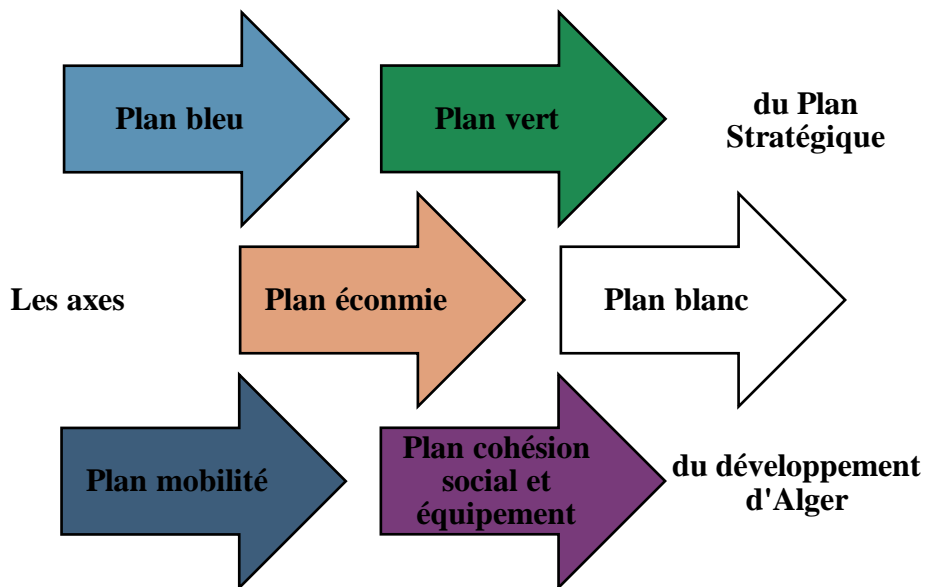 Plan bleu
Plan vert
du Plan
Stratégique
Les axes
Plan éconmie
Plan blanc
Plan mobilité
Plan cohésion
social et
équipement
du développement
d'Alger